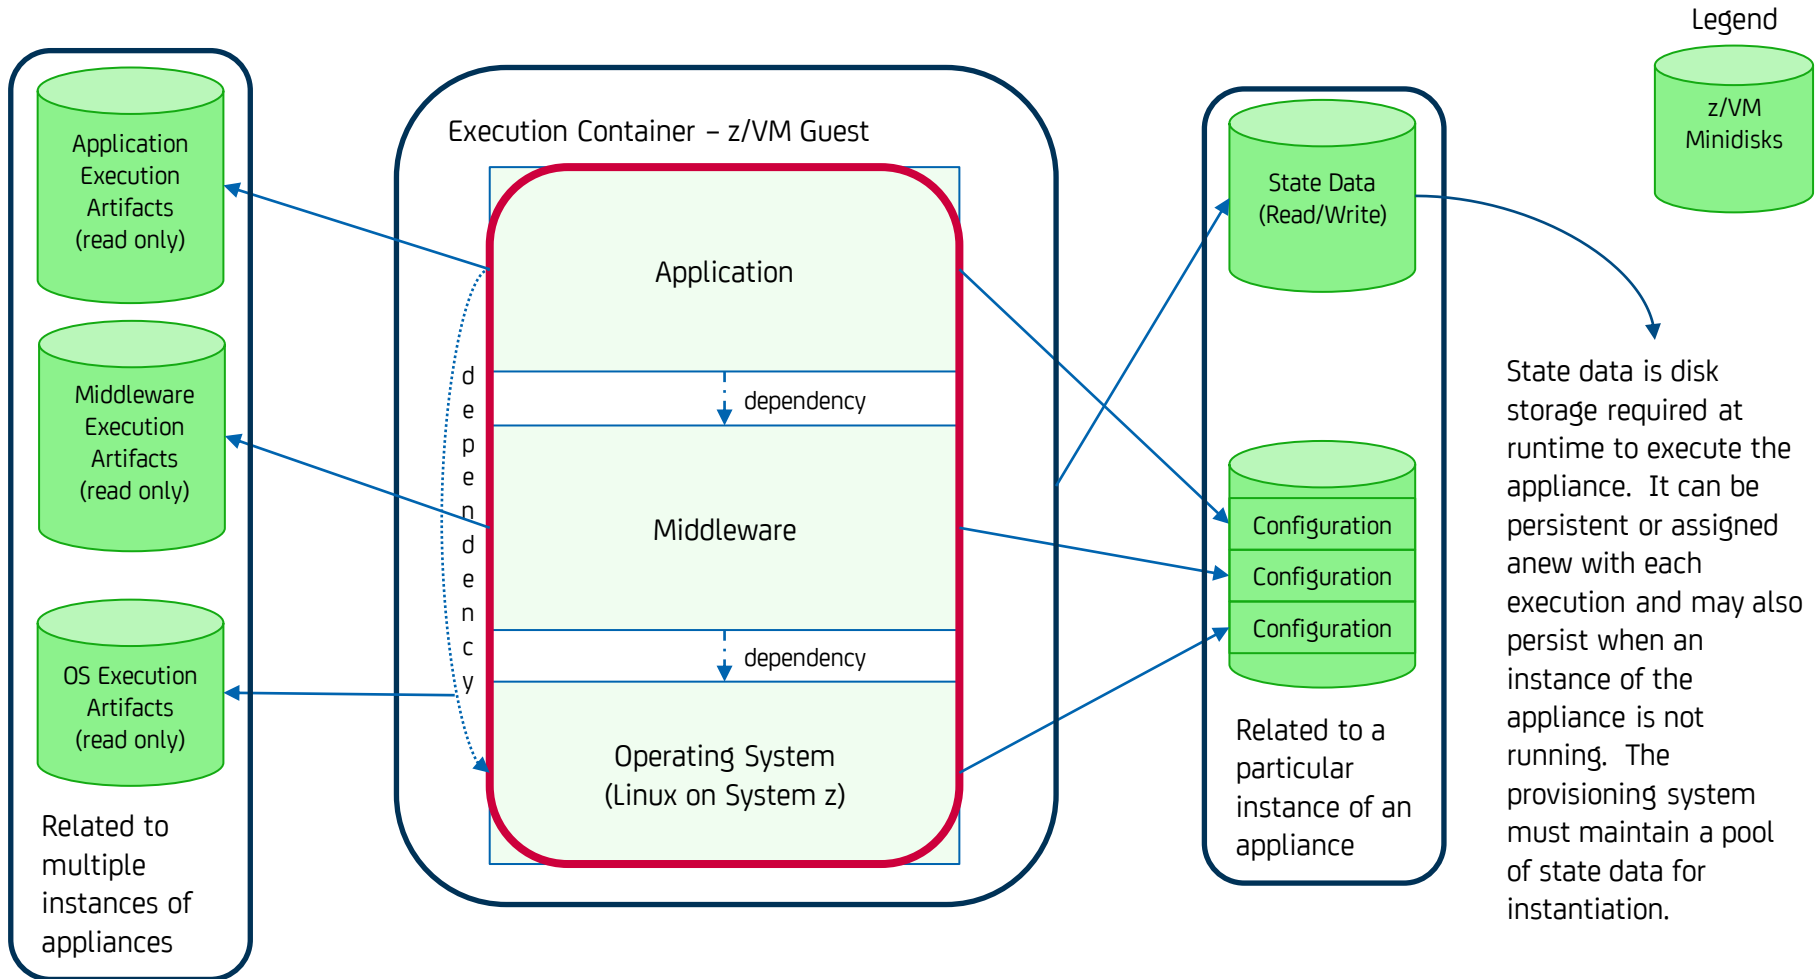 Legend
z/VM
Minidisks
Application
Execution
Artifacts
(read only)
Middleware
Execution
Artifacts
(read only)
OS Execution
Artifacts
(read only)
Related to
multiple
instances of
appliances
Execution Container – z/VM Guest
Application
dependency
dependency
Middleware
dependency
Operating System
(Linux on System z)
State Data
(Read/Write)
Configuration
Configuration
Configuration
Related to a
particular
instance of an
appliance
State data is disk
storage required at
runtime to execute the
appliance.  It can be
persistent or assigned
anew with each
execution and may also
persist when an
instance of the
appliance is not
running.  The
provisioning system
must maintain a pool
of state data for
instantiation.